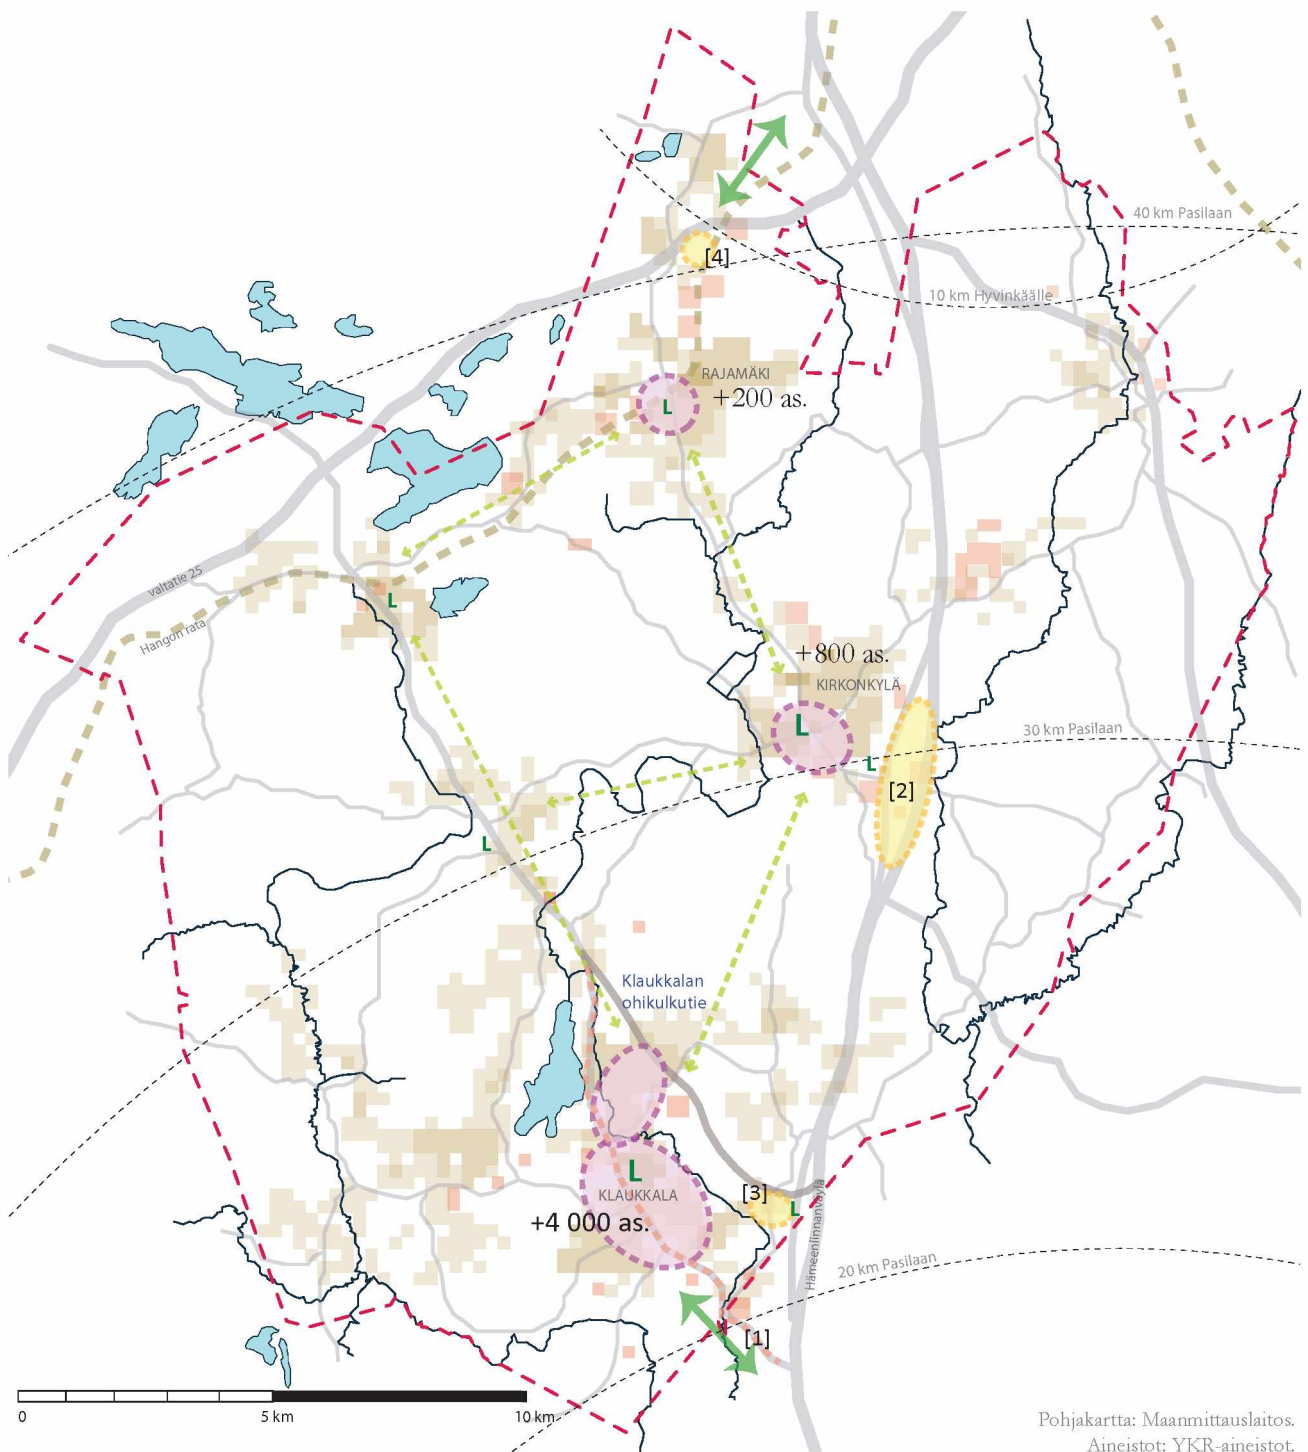 40 km Pasilaan
[4]
10 km Hyvinkäälle
RAJAMÄKI
+200 as.
L
valtatie 25
L
Hangon rata
+800 as.
KIRKONKYLÄ
L
30 km Pasilaan
L
[2]
L
Klaukkalan
ohikulkutie
L
KLAUKKALA
[3]
L
+4 000 as.
Hämeenlinnanväylä
20 km Pasilaan
[1]
0
5 km
10 km
Pohjakartta: Maanmittauslaitos.
Aineistot: YKR-aineistot.